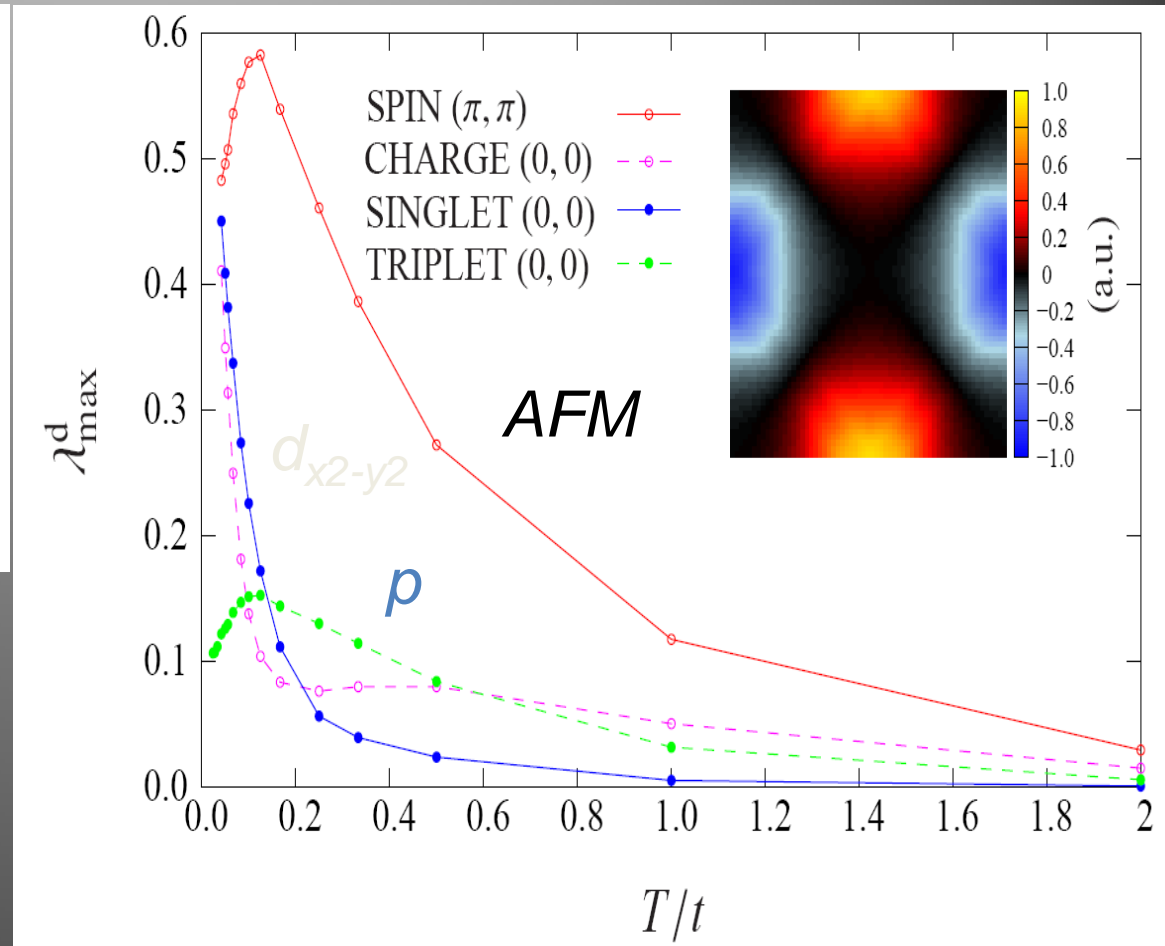 0.6
0.5
0.4
0.3
0.2
0.1
0.0
λ^d_max
SPIN (π, π)
CHARGE (0, 0)
SINGLET (0, 0)
TRIPLET (0, 0)
1.0
0.8
0.6
0.4
0.2
0
−0.2
−0.4
−0.6
−0.8
−1.0
(a.u.)
AFM
d_x2-y2
p
0.0 0.2 0.4 0.6 0.8 1.0 1.2 1.4 1.6 1.8 2
T/t